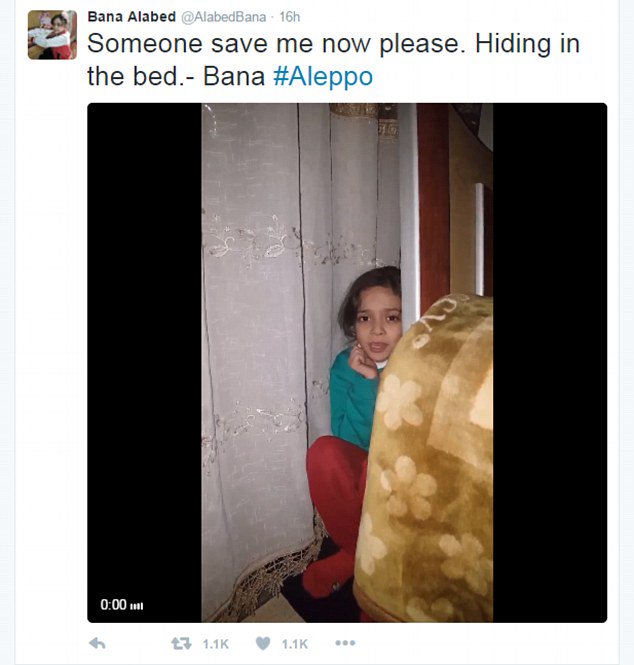 Bana Alabed @AlabedBana · 16h
Someone save me now please. Hiding in
the bed.- Bana #Aleppo
0:00
1.1K 1.1K